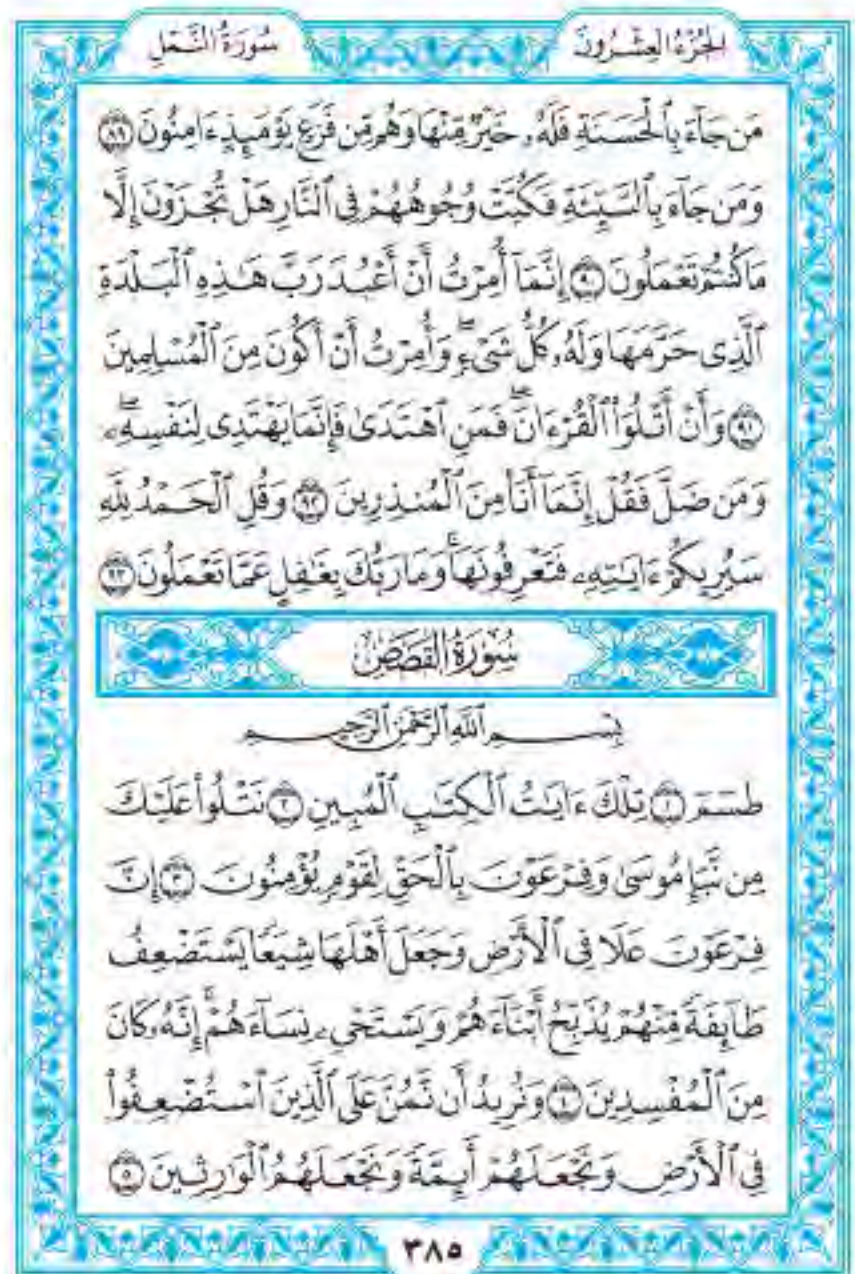 الجُزْءُ العِشْرُونَ
سُورَةُ النَّمْلِ
مَن جَآءَ بِٱلْحَسَنَةِ فَلَهُۥ خَيْرٌ مِّنْهَا وَهُم مِّن فَزَعٍ يَوْمَئِذٍ ءَامِنُونَ ٨٩
وَمَن جَآءَ بِٱلسَّيِّئَةِ فَكُبَّتْ وُجُوهُهُمْ فِى ٱلنَّارِ هَلْ تُجْزَوْنَ إِلَّا
مَا كُنتُمْ تَعْمَلُونَ ٩٠ إِنَّمَآ أُمِرْتُ أَنْ أَعْبُدَ رَبَّ هَٰذِهِ ٱلْبَلْدَةِ
ٱلَّذِى حَرَّمَهَا وَلَهُۥ كُلُّ شَىْءٍۖ وَأُمِرْتُ أَنْ أَكُونَ مِنَ ٱلْمُسْلِمِينَ
٩١ وَأَنْ أَتْلُوَا۟ ٱلْقُرْءَانَۖ فَمَنِ ٱهْتَدَىٰ فَإِنَّمَا يَهْتَدِى لِنَفْسِهِۦۖ
وَمَن ضَلَّ فَقُلْ إِنَّمَآ أَنَا۠ مِنَ ٱلْمُنذِرِينَ ٩٢ وَقُلِ ٱلْحَمْدُ لِلَّهِ
سَيُرِيكُمْ ءَايَٰتِهِۦ فَتَعْرِفُونَهَاۚ وَمَا رَبُّكَ بِغَٰفِلٍ عَمَّا تَعْمَلُونَ ٩٣
سُورَةُ القَصَصِ
بِسْمِ ٱللَّهِ ٱلرَّحْمَٰنِ ٱلرَّحِيمِ
طسٓمٓ ١ تِلْكَ ءَايَٰتُ ٱلْكِتَٰبِ ٱلْمُبِينِ ٢ نَتْلُوا۟ عَلَيْكَ
مِن نَّبَإِ مُوسَىٰ وَفِرْعَوْنَ بِٱلْحَقِّ لِقَوْمٍ يُؤْمِنُونَ ٣ إِنَّ
فِرْعَوْنَ عَلَا فِى ٱلْأَرْضِ وَجَعَلَ أَهْلَهَا شِيَعًا يَسْتَضْعِفُ
طَآئِفَةً مِّنْهُمْ يُذَبِّحُ أَبْنَآءَهُمْ وَيَسْتَحْىِۦ نِسَآءَهُمْۚ إِنَّهُۥ كَانَ
مِنَ ٱلْمُفْسِدِينَ ٤ وَنُرِيدُ أَن نَّمُنَّ عَلَى ٱلَّذِينَ ٱسْتُضْعِفُوا۟
فِى ٱلْأَرْضِ وَنَجْعَلَهُمْ أَئِمَّةً وَنَجْعَلَهُمُ ٱلْوَٰرِثِينَ ٥
٣٨٥